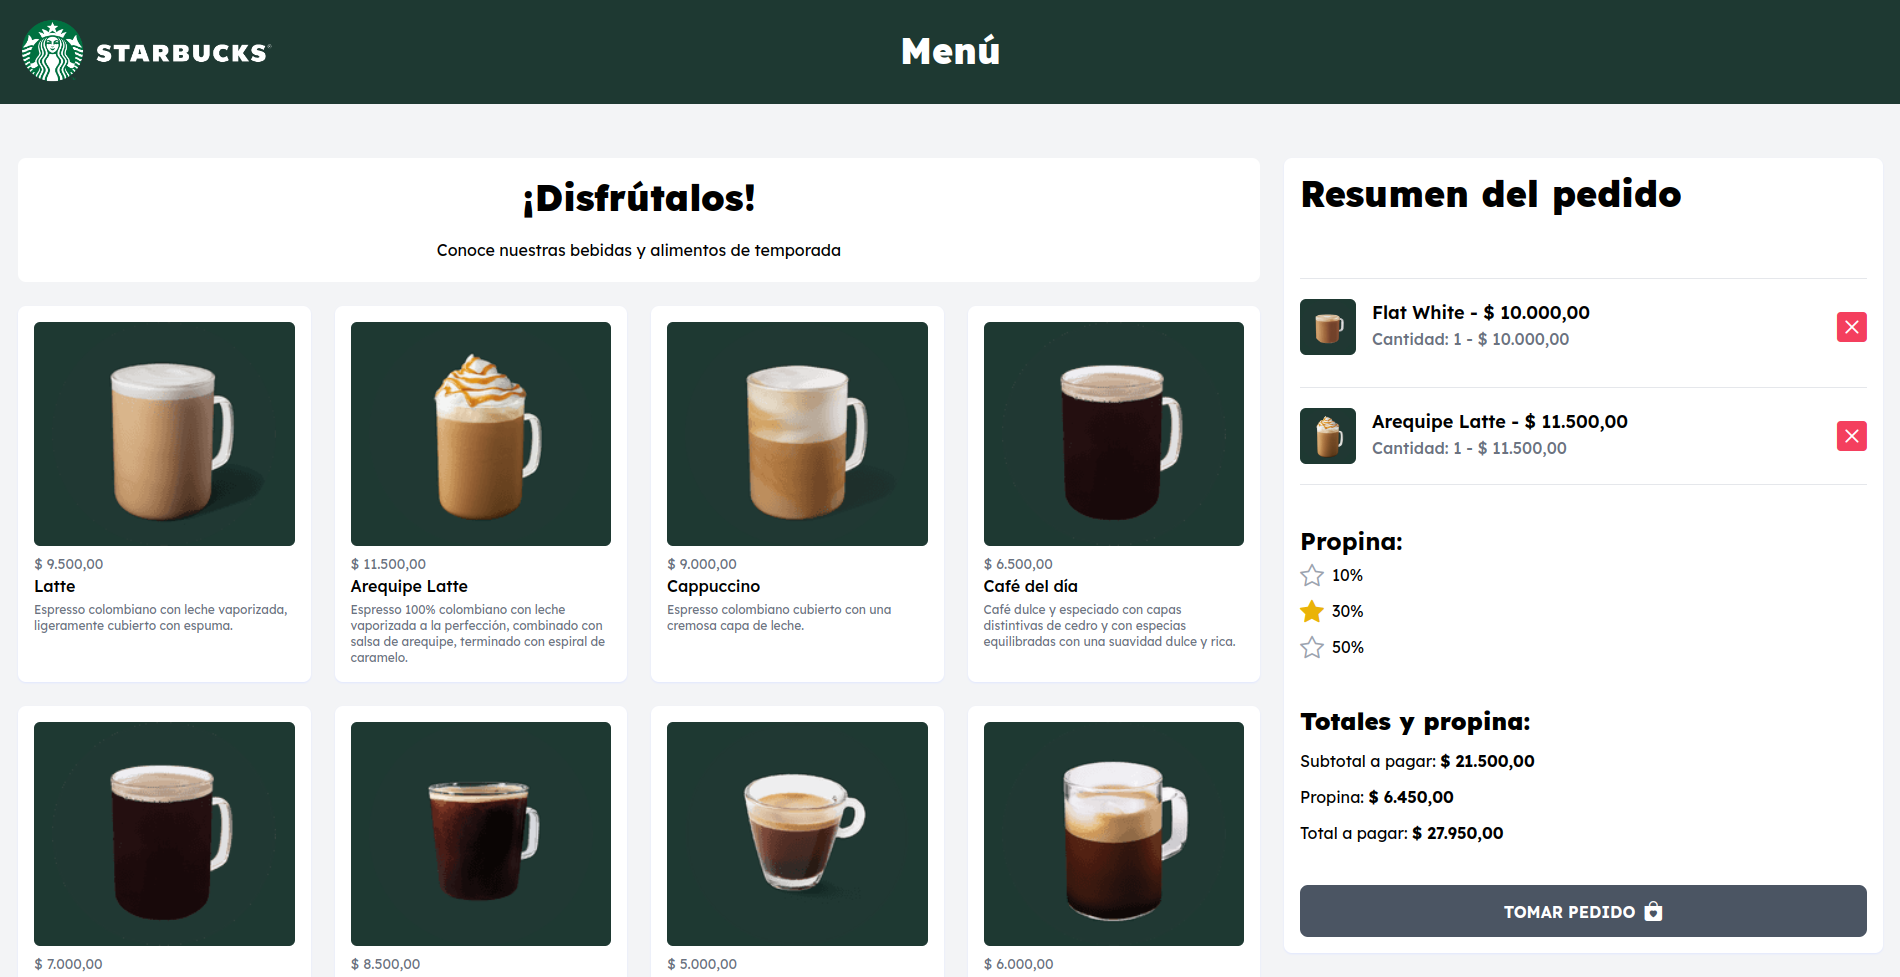 STARBUCKS®
Menú
¡Disfrútalos!
Conoce nuestras bebidas y alimentos de temporada
$ 9.500,00
Latte
Espresso colombiano con leche vaporizada,
ligeramente cubierto con espuma.
$ 11.500,00
Arequipe Latte
Espresso 100% colombiano con leche
vaporizada a la perfección, combinado con
salsa de arequipe, terminado con espiral de
caramelo.
$ 9.000,00
Cappuccino
Espresso colombiano cubierto con una
cremosa capa de leche.
$ 6.500,00
Café del día
Café dulce y especiado con capas
distintivas de cedro y con especias
equilibradas con una suavidad dulce y rica.
$ 7.000,00
$ 8.500,00
$ 5.000,00
$ 6.000,00
Resumen del pedido
Flat White - $ 10.000,00
Cantidad: 1 - $ 10.000,00
Arequipe Latte - $ 11.500,00
Cantidad: 1 - $ 11.500,00
Propina:
10%
30%
50%
Totales y propina:
Subtotal a pagar: $ 21.500,00
Propina: $ 6.450,00
Total a pagar: $ 27.950,00
TOMAR PEDIDO